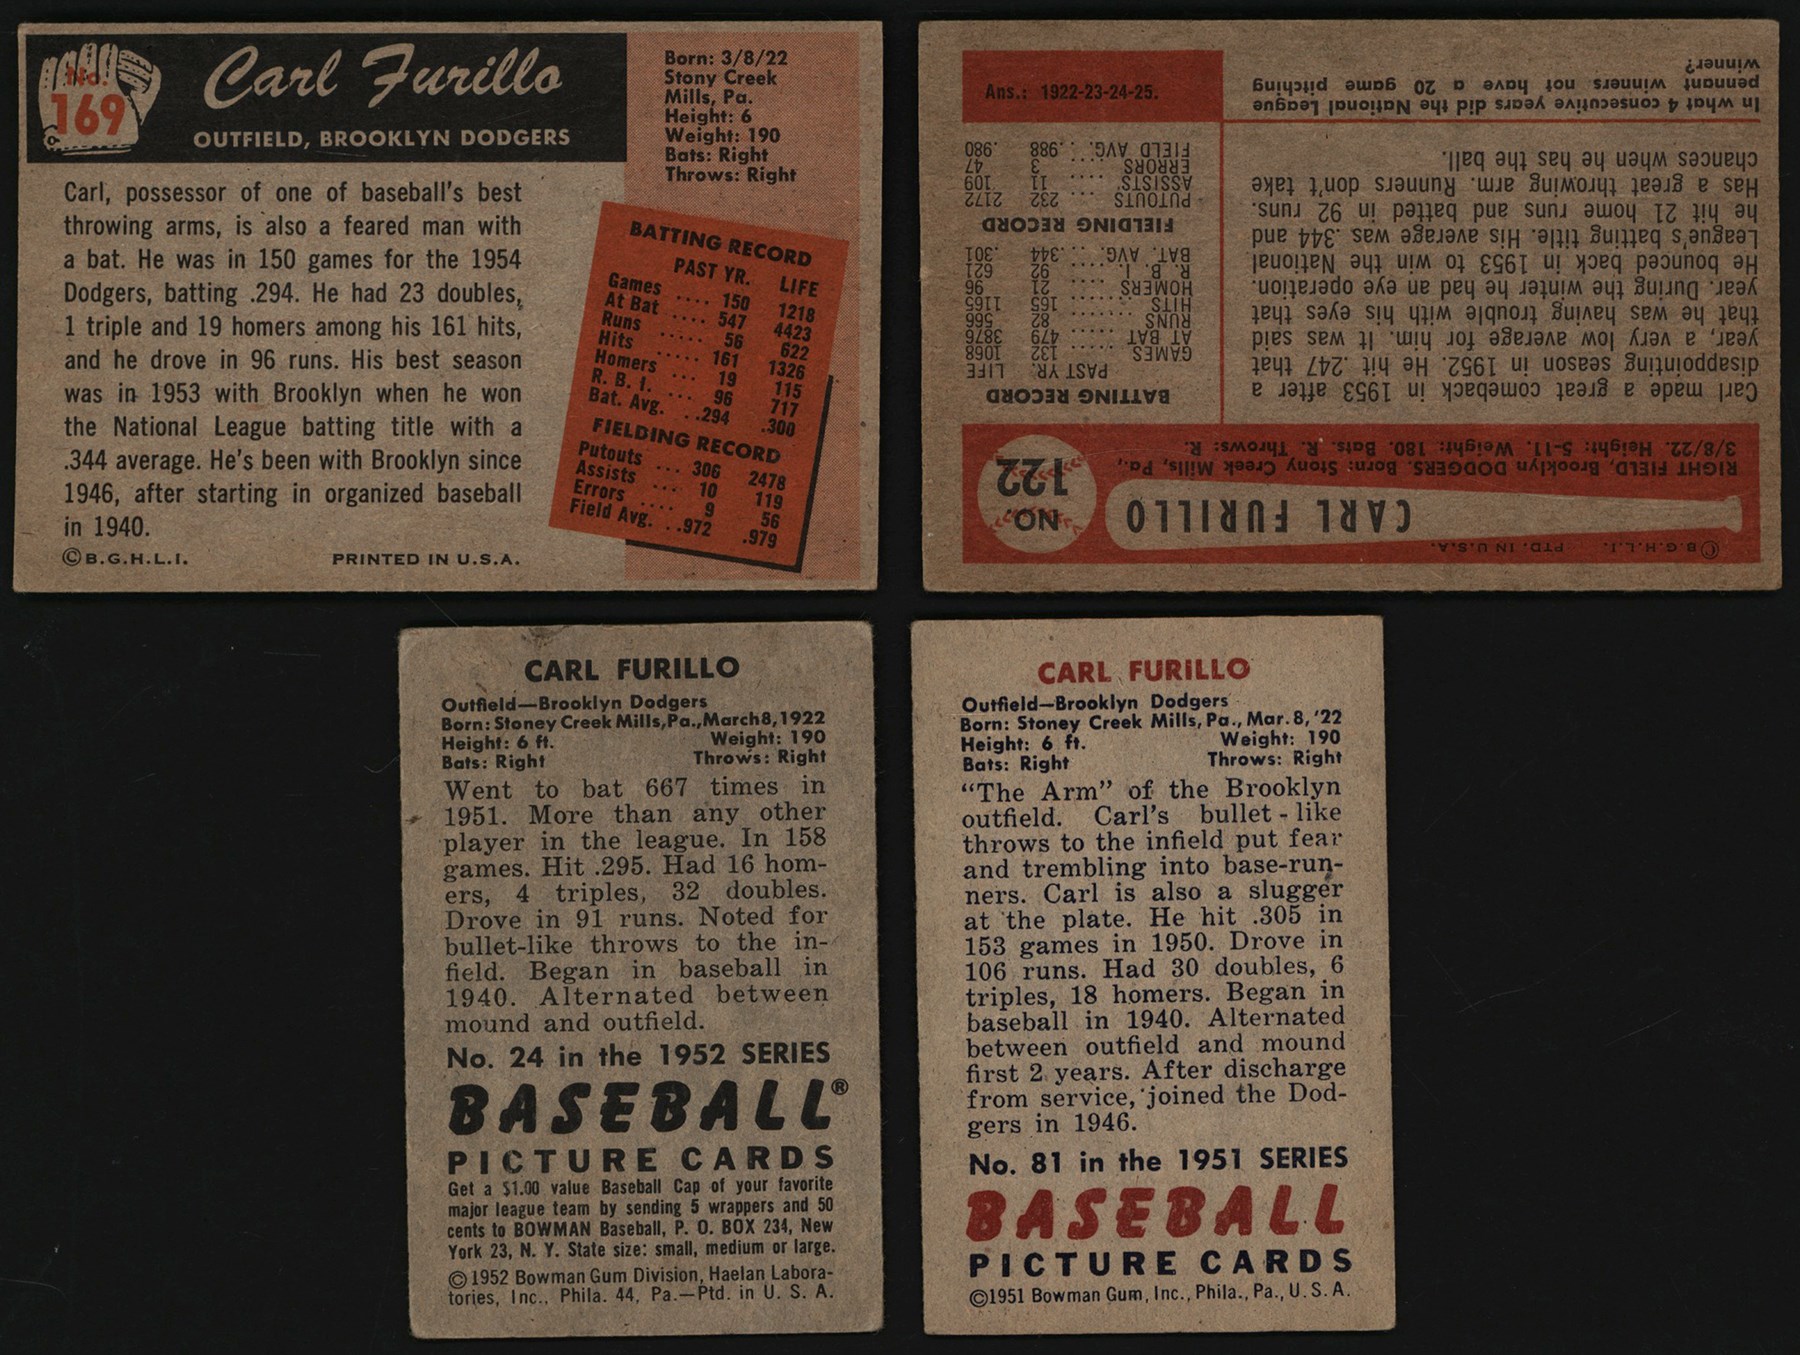 No.
169
Carl Furillo
OUTFIELD, BROOKLYN DODGERS
Born: 3/8/22
Stony Creek
Mills, Pa.
Height: 6
Weight: 190
Bats: Right
Throws: Right
Carl, possessor of one of baseball's best
throwing arms, is also a feared man with
a bat. He was in 150 games for the 1954
Dodgers, batting .294. He had 23 doubles,
1 triple and 19 homers among his 161 hits,
and he drove in 96 runs. His best season
was in 1953 with Brooklyn when he won
the National League batting title with a
.344 average. He's been with Brooklyn since
1946, after starting in organized baseball
in 1940.
©B.G.H.L.I. PRINTED IN U.S.A.
BATTING RECORD
PAST YR. LIFE
Games .... 150 1218
At Bat .... 547 4423
Runs ..... 56 622
Hits ..... 161 1326
Homers ... 19 115
R. B. I. ... 96 717
Bat. Avg. ..294 .300
FIELDING RECORD
Putouts ... 306 2478
Assists ... 10 119
Errors .... 9 56
Field Avg. ..972 .979
©B.G.H.L.I. PTD. IN U.S.A.
CARL FURILLO
NO.
122
RIGHT FIELD, Brooklyn DODGERS. Born: Stony Creek Mills, Pa.,
3/8/22. Height: 5-11. Weight: 180. Bats. R. Throws: R.
Carl made a great comeback in 1953 after a
disappointing season in 1952. He hit .247 that
year, a very low average for him. It was said
that he was having trouble with his eyes that
year. During the winter he had an eye operation.
He bounced back in 1953 to win the National
League's batting title. His average was .344 and
he hit 21 home runs and batted in 92 runs.
Has a great throwing arm. Runners don't take
chances when he has the ball.
BATTING RECORD
PAST YR. LIFE
GAMES .... 132 1068
AT BAT .... 479 3876
RUNS ..... 82 566
HITS ...... 165 1165
HOMERS ... 21 96
R. B. I. .... 92 621
BAT. AVG. ...344 .301
FIELDING RECORD
PUTOUTS .. 232 2172
ASSISTS .... 11 109
ERRORS .... 3 47
FIELD AVG. ..988 .980
In what 4 consecutive years did the National League
pennant winners not have a 20 game pitching
winner?
Ans.: 1922-23-24-25.
CARL FURILLO
Outfield—Brooklyn Dodgers
Born: Stoney Creek Mills, Pa., March 8, 1922
Height: 6 ft. Weight: 190
Bats: Right Throws: Right
Went to bat 667 times in
1951. More than any other
player in the league. In 158
games. Hit .295. Had 16 hom-
ers, 4 triples, 32 doubles.
Drove in 91 runs. Noted for
bullet-like throws to the in-
field. Began in baseball in
1940. Alternated between
mound and outfield.
No. 24 in the 1952 SERIES
BASEBALL®
PICTURE CARDS
Get a $1.00 value Baseball Cap of your favorite
major league team by sending 5 wrappers and 50
cents to BOWMAN Baseball, P. O. BOX 234, New
York 23, N. Y. State size: small, medium or large.
©1952 Bowman Gum Division, Haelan Labora-
tories, Inc., Phila. 44, Pa.—Ptd. in U. S. A.
CARL FURILLO
Outfield—Brooklyn Dodgers
Born: Stoney Creek Mills, Pa., Mar. 8, '22
Height: 6 ft. Weight: 190
Bats: Right Throws: Right
"The Arm" of the Brooklyn
outfield. Carl's bullet-like
throws to the infield put fear
and trembling into base-run-
ners. Carl is also a slugger
at the plate. He hit .305 in
153 games in 1950. Drove in
106 runs. Had 30 doubles, 6
triples, 18 homers. Began in
baseball in 1940. Alternated
between outfield and mound
first 2 years. After discharge
from service, joined the Dod-
gers in 1946.
No. 81 in the 1951 SERIES
BASEBALL
PICTURE CARDS
©1951 Bowman Gum, Inc., Phila., Pa., U. S. A.